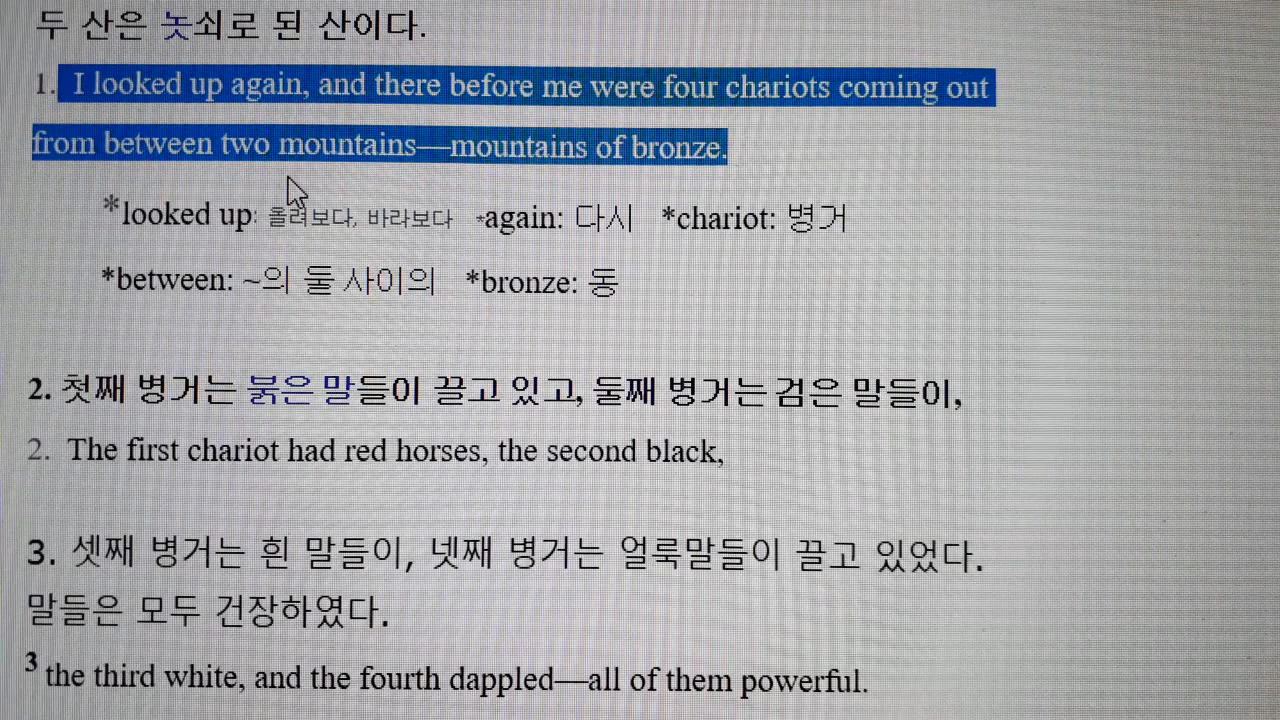 두 산은 놋쇠로 된 산이다.
1. I looked up again, and there before me were four chariots coming out
from between two mountains—mountains of bronze.
*looked up: 올려보다, 바라보다 *again: 다시 *chariot: 병거
*between: ~의 둘 사이의 *bronze: 동
2. 첫째 병거는 붉은 말들이 끌고 있고, 둘째 병거는 검은 말들이,
2. The first chariot had red horses, the second black,
3. 셋째 병거는 흰 말들이, 넷째 병거는 얼룩말들이 끌고 있었다.
말들은 모두 건장하였다.
3 the third white, and the fourth dappled—all of them powerful.